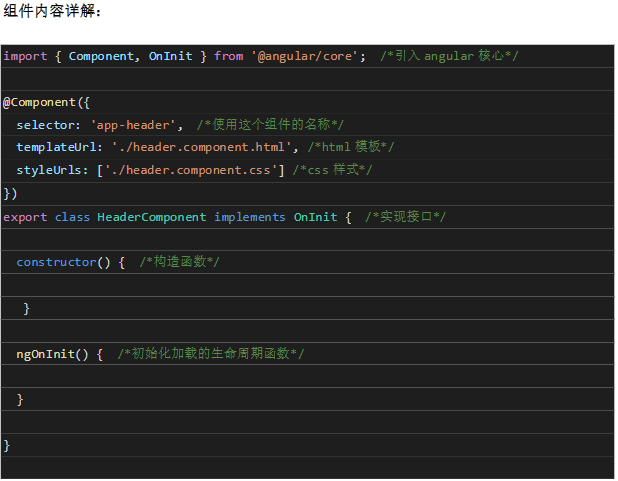 组件内容详解：
import { Component, OnInit } from '@angular/core'; /*引入 angular 核心*/
@Component({
selector: 'app-header', /*使用这个组件的名称*/
templateUrl: './header.component.html', /*html 模板*/
styleUrls: ['./header.component.css'] /*css 样式*/
})
export class HeaderComponent implements OnInit { /*实现接口*/
constructor() { /*构造函数*/
}
ngOnInit() { /*初始化加载的生命周期函数*/
}
}